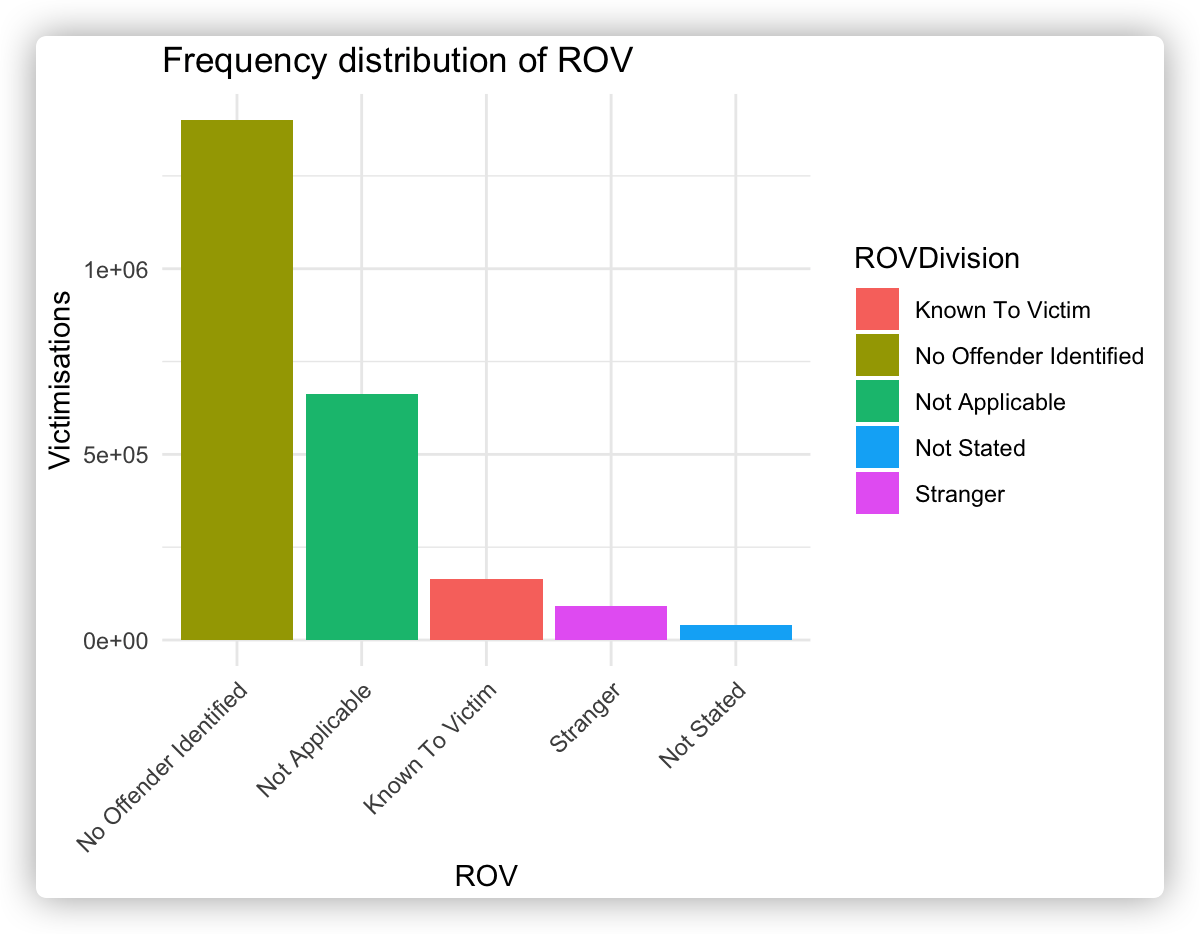 Frequency distribution of ROV
Victimisations
1e+06
5e+05
0e+00
No Offender Identified
Not Applicable
Known To Victim
Stranger
Not Stated
ROV
ROVDivision
Known To Victim
No Offender Identified
Not Applicable
Not Stated
Stranger